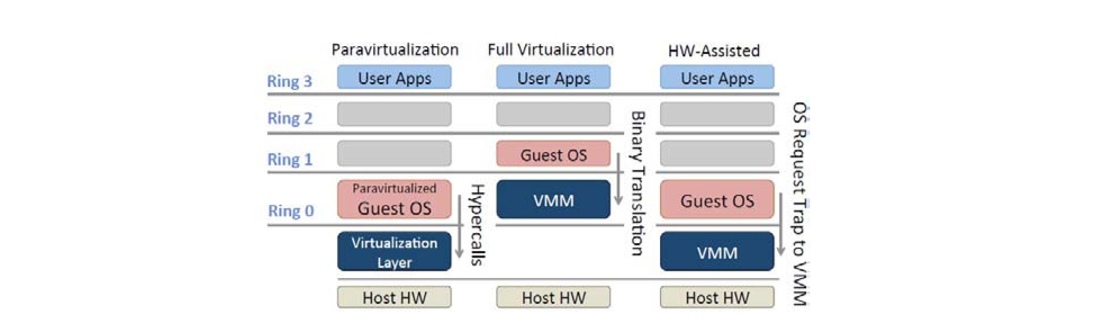 Paravirtualization Full Virtualization HW-Assisted
Ring 3 User Apps User Apps User Apps
Ring 2
Ring 1 Guest OS
Ring 0
Paravirtualized
Guest OS
VMM
Guest OS
Virtualization
Layer
VMM
Hypercalls
Binary Translation
OS Request Trap to VMM
Host HW Host HW Host HW